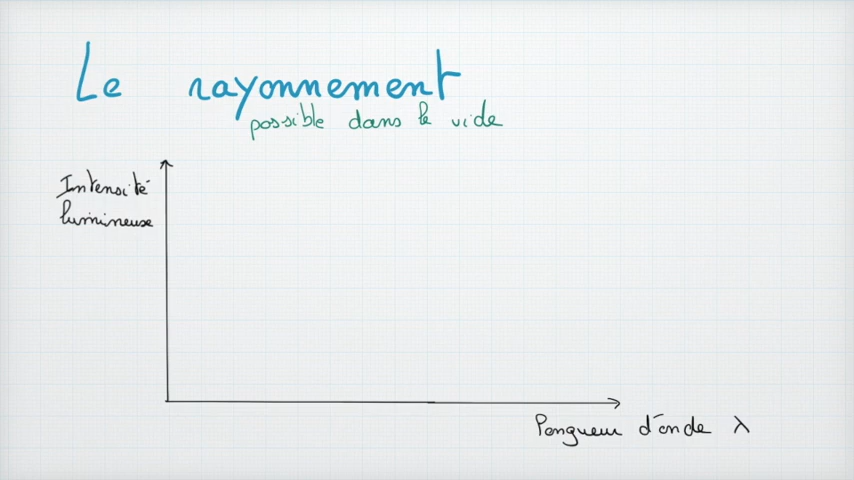 Le rayonnement
possible dans le vide
Intensité
lumineuse
Longueur d'onde λ